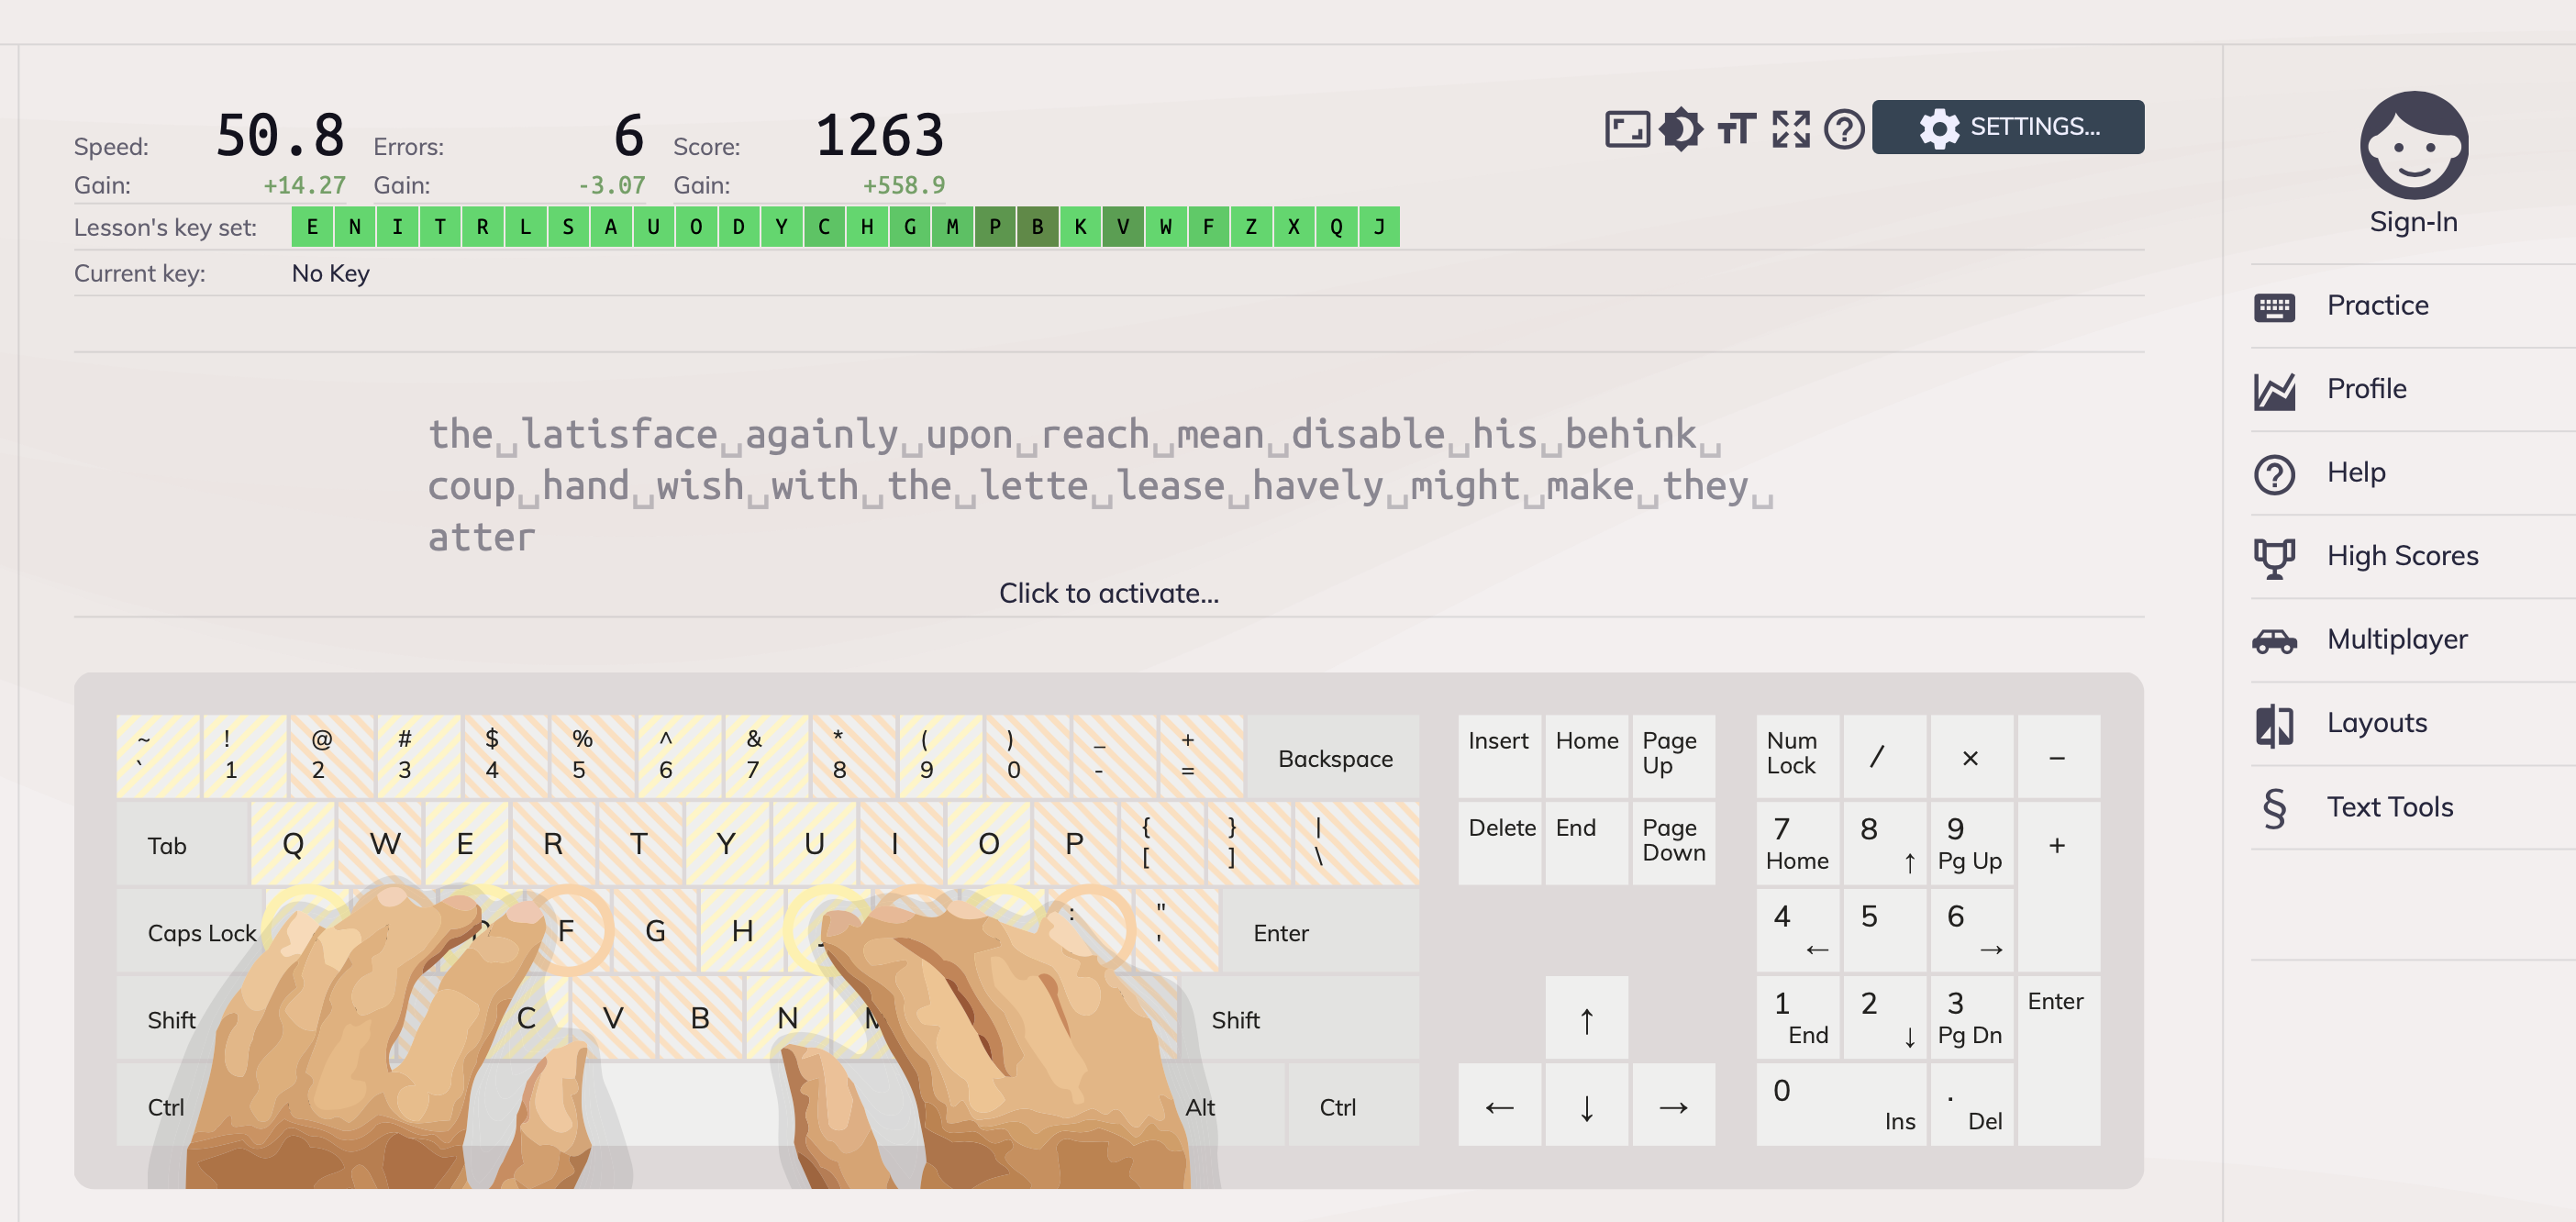 Speed: 50.8 Errors: 6 Score: 1263
Gain: +14.27 Gain: -3.07 Gain: +558.9
SETTINGS...
Lesson's key set: E N I T R L S A U O D Y C H G M P B K V W F Z X Q J
Current key: No Key
the␣latisface␣againly␣upon␣reach␣mean␣disable␣his␣behink␣
coup␣hand␣wish␣with␣the␣lette␣lease␣havely␣might␣make␣they␣
atter
Click to activate...
~ ! @ # $ % ^ & * ( ) _ +
` 1 2 3 4 5 6 7 8 9 0 - = Backspace
Tab Q W E R T Y U I O P { [ } ] | \
Caps Lock F G H : " ' Enter
Shift C V B N M Shift
Ctrl Alt Ctrl
Insert Home Page Up
Delete End Page Down
↑
← ↓ →
Num Lock / × −
7 Home 8 ↑ 9 Pg Up +
4 ← 5 6 →
1 End 2 ↓ 3 Pg Dn Enter
0 Ins . Del
Sign-In
Practice
Profile
Help
High Scores
Multiplayer
Layouts
§ Text Tools